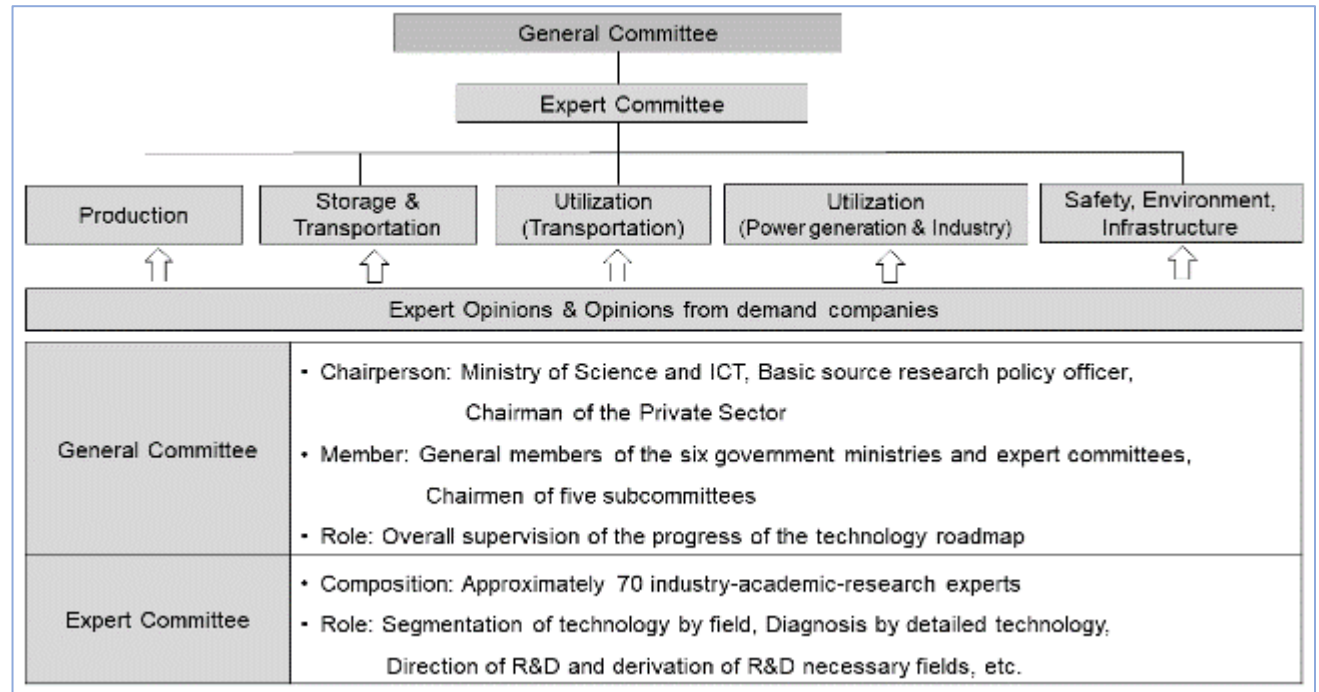 General Committee
Expert Committee
Production
Storage &
Transportation
Utilization
(Transportation)
Utilization
(Power generation & Industry)
Safety, Environment,
Infrastructure
Expert Opinions & Opinions from demand companies
General Committee
• Chairperson: Ministry of Science and ICT, Basic source research policy officer,
Chairman of the Private Sector
• Member: General members of the six government ministries and expert committees,
Chairmen of five subcommittees
• Role: Overall supervision of the progress of the technology roadmap
Expert Committee
• Composition: Approximately 70 industry-academic-research experts
• Role: Segmentation of technology by field, Diagnosis by detailed technology,
Direction of R&D and derivation of R&D necessary fields, etc.